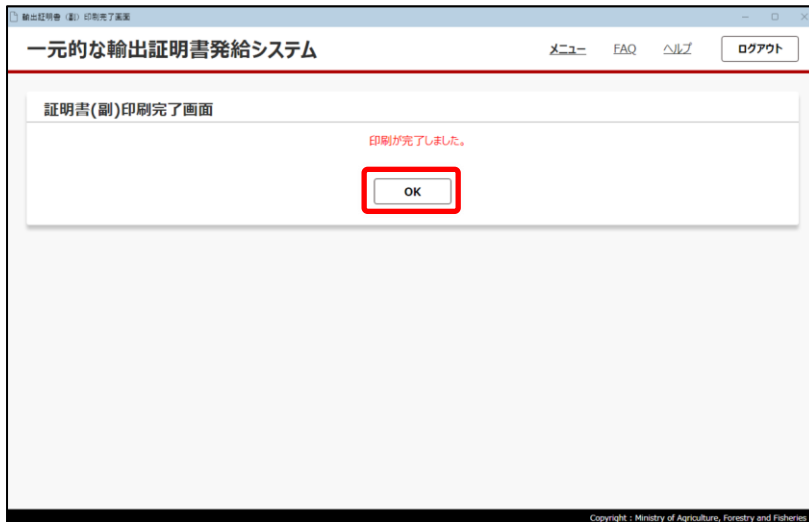 輸出証明書（副）印刷完了画面
一元的な輸出証明書発給システム
メニュー FAQ ヘルプ ログアウト
証明書(副)印刷完了画面
印刷が完了しました。
OK
Copyright : Ministry of Agriculture, Forestry and Fisheries